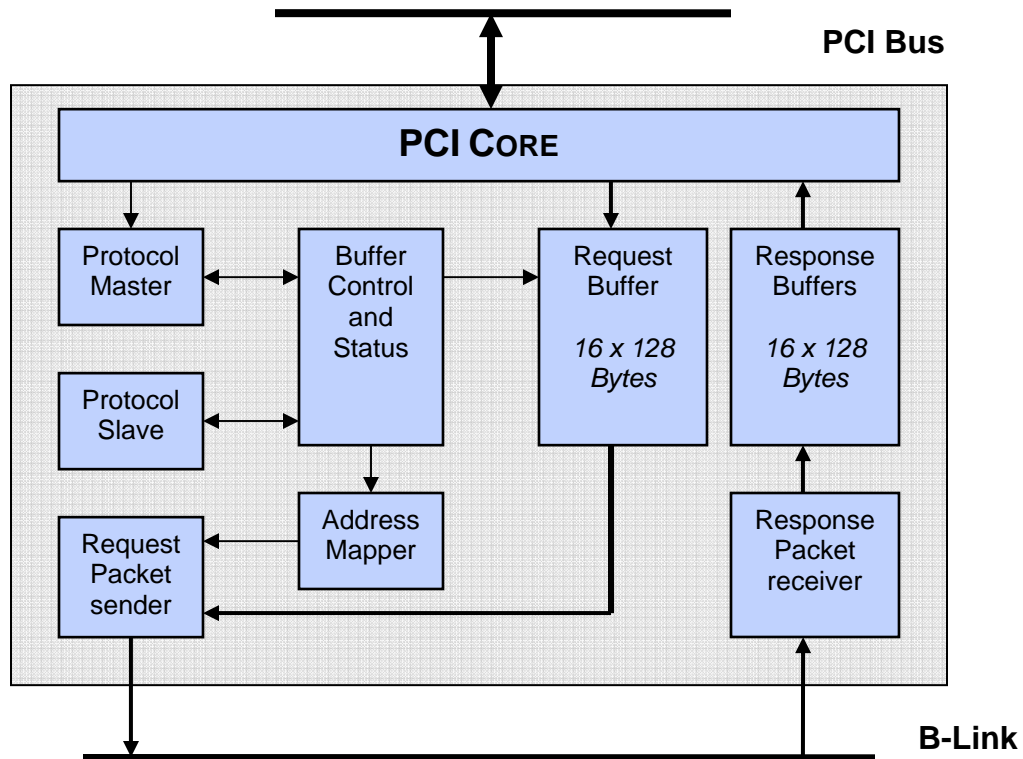 PCI Bus
PCI CORE
Protocol
Master
Buffer
Control
and
Status
Request
Buffer
16 x 128
Bytes
Response
Buffers
16 x 128
Bytes
Protocol
Slave
Request
Packet
sender
Address
Mapper
Response
Packet
receiver
B-Link